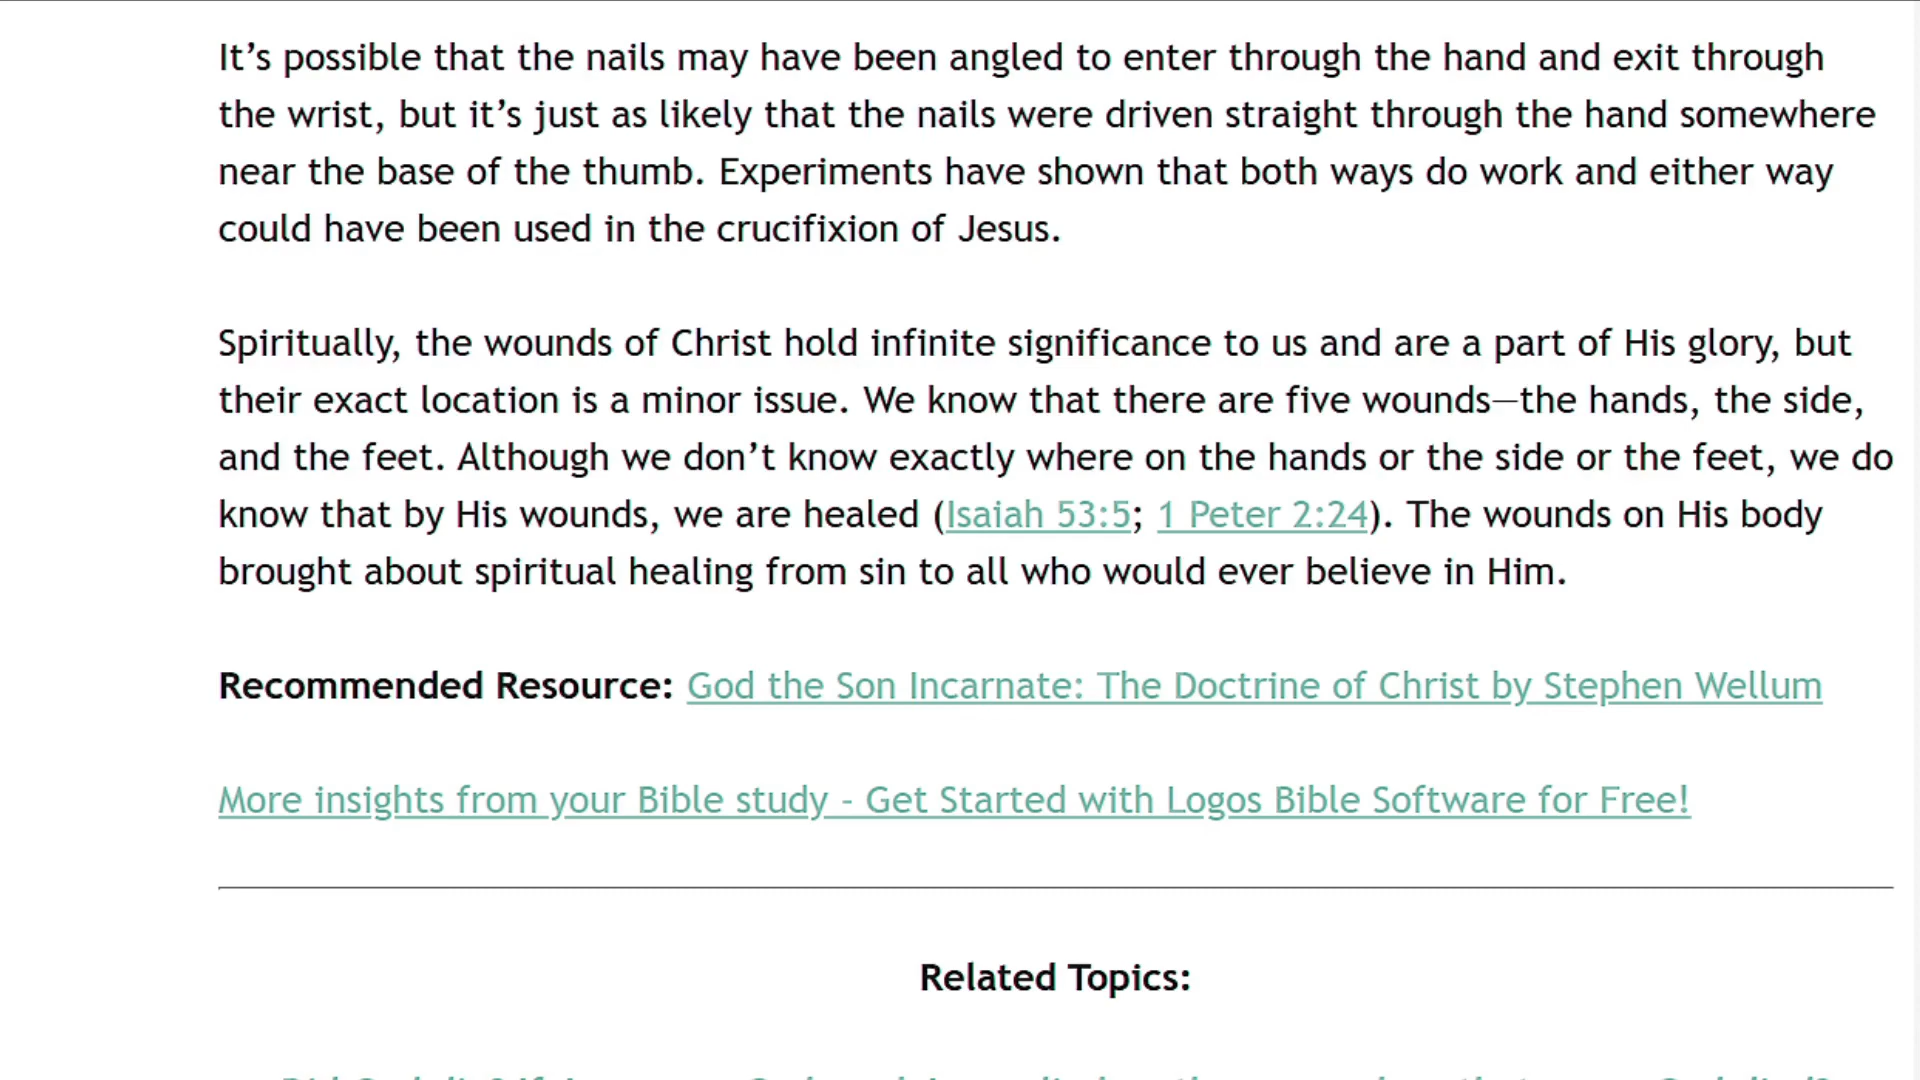 It’s possible that the nails may have been angled to enter through the hand and exit through
the wrist, but it’s just as likely that the nails were driven straight through the hand somewhere
near the base of the thumb. Experiments have shown that both ways do work and either way
could have been used in the crucifixion of Jesus.
Spiritually, the wounds of Christ hold infinite significance to us and are a part of His glory, but
their exact location is a minor issue. We know that there are five wounds—the hands, the side,
and the feet. Although we don’t know exactly where on the hands or the side or the feet, we do
know that by His wounds, we are healed (Isaiah 53:5; 1 Peter 2:24). The wounds on His body
brought about spiritual healing from sin to all who would ever believe in Him.
Recommended Resource: God the Son Incarnate: The Doctrine of Christ by Stephen Wellum
More insights from your Bible study - Get Started with Logos Bible Software for Free!
Related Topics: